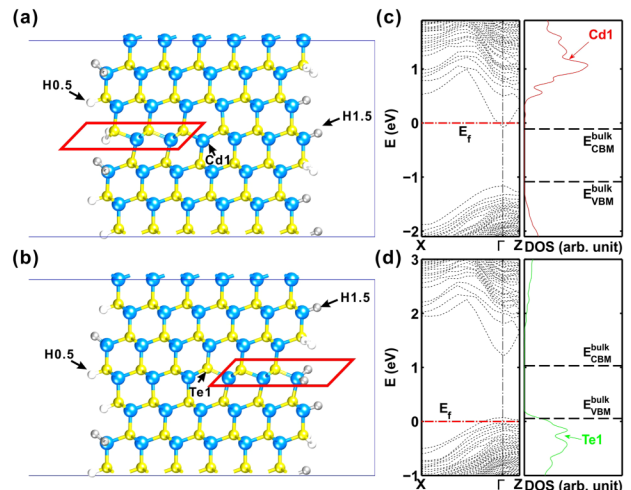 (a)
H0.5
H1.5
Cd1
(b)
H1.5
H0.5
Te1
(c)
E (eV)
1
0
−1
−2
E_f
X
Γ
Z
Cd1
E_CBM^bulk
E_VBM^bulk
DOS (arb. unit)
(d)
E (eV)
3
2
1
0
−1
E_f
X
Γ
Z
E_CBM^bulk
E_VBM^bulk
Te1
DOS (arb. unit)